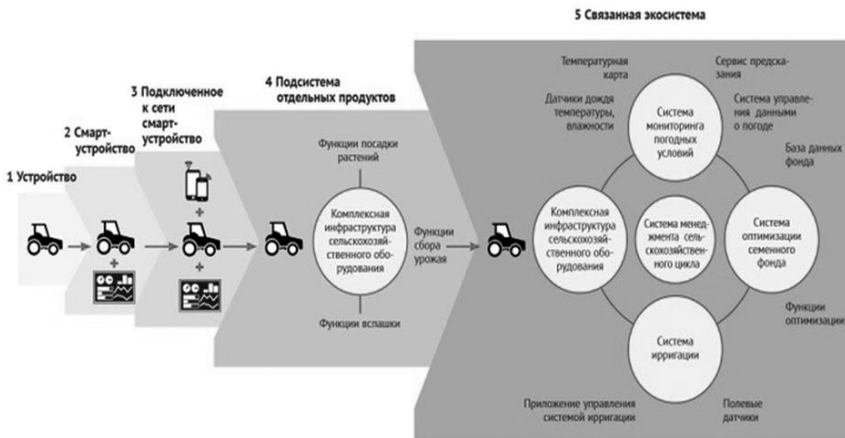 5 Связанная экосистема
4 Подсистема
отдельных продуктов
3 Подключенное
к сети
смарт-
устройство
2 Смарт-
устройство
1 Устройство
+
+
+
Функции посадки
растений
Комплексная
инфраструктура
сельскохозяй-
ственного обо-
рудования
Функции
сбора
урожая
Функции вспашки
Температурная
карта
Сервис предска-
зания
Датчики дождя
температуры,
влажности
Система
мониторинга
погодных
условий
Система управле-
ния данными
о погоде
База данных
фонда
Комплексная
инфраструктура
сельскохозяй-
ственного обо-
рудования
Система менед-
жмента сель-
скохозяйствен-
ного цикла
Система
оптимизации
семенного
фонда
Функции
оптимизации
Система
ирригации
Приложение управления
системой ирригации
Полевые
датчики